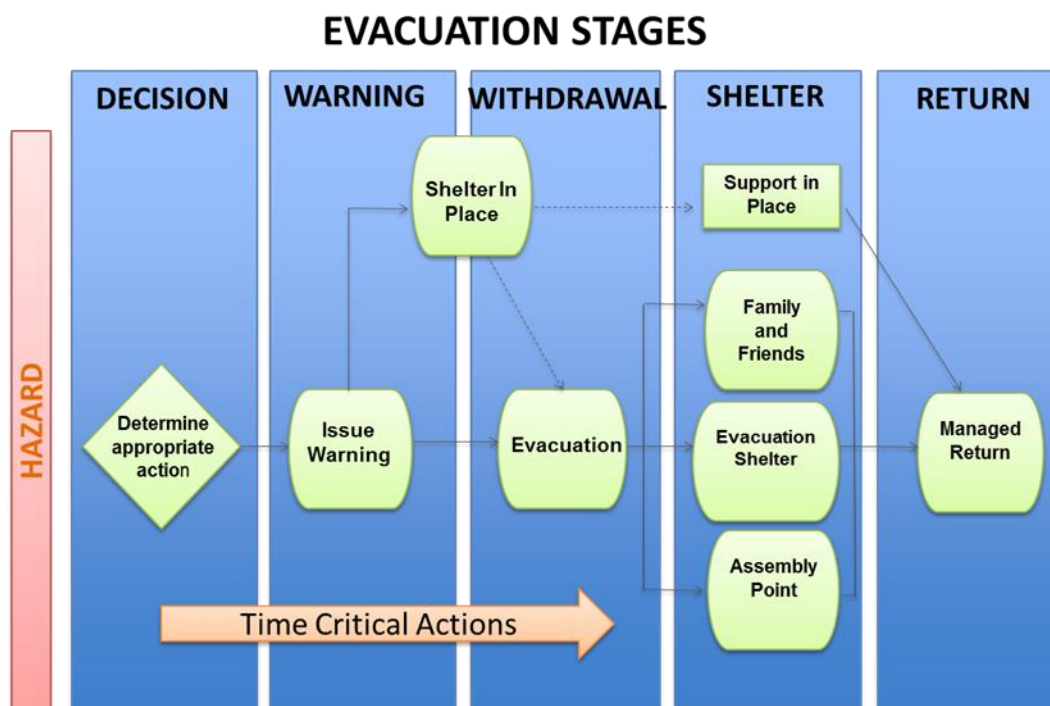 EVACUATION STAGES
DECISION
WARNING
WITHDRAWAL
SHELTER
RETURN
HAZARD
Shelter In
Place
Support in
Place
Family
and
Friends
Determine
appropriate
action
Issue
Warning
Evacuation
Evacuation
Shelter
Managed
Return
Assembly
Point
Time Critical Actions